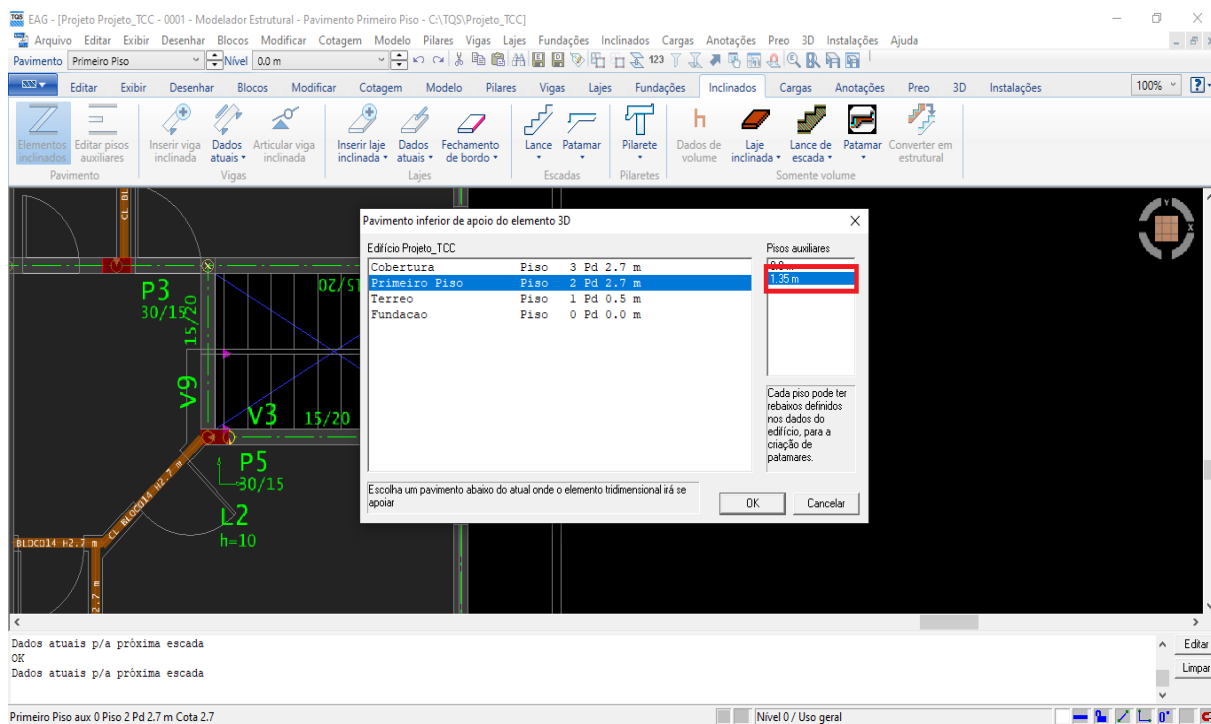 TQS EAG - [Projeto Projeto_TCC - 0001 - Modelador Estrutural - Pavimento Primeiro Piso - C:\TQS\Projeto_TCC]
Arquivo Editar Exibir Desenhar Blocos Modificar Cotagem Modelo Pilares Vigas Lajes Fundações Inclinados Cargas Anotações Preo 3D Instalações Ajuda
Pavimento Primeiro Piso Nível 0.0 m 123
Editar Exibir Desenhar Blocos Modificar Cotagem Modelo Pilares Vigas Lajes Fundações Inclinados Cargas Anotações Preo 3D Instalações 100%
Elementos inclinados
Editar pisos auxiliares
Inserir viga inclinada
Dados atuais
Articular viga inclinada
Inserir laje inclinada
Dados atuais
Fechamento de bordo
Lance
Patamar
Pilarete
Dados de volume
Laje inclinada
Lance de escada
Patamar
Converter em estrutural
Pavimento Vigas Lajes Escadas Pilaretes Somente volume
Pavimento inferior de apoio do elemento 3D
Edifício Projeto_TCC
Pisos auxiliares
Cobertura Piso 3 Pd 2.7 m
Primeiro Piso Piso 2 Pd 2.7 m
Terreo Piso 1 Pd 0.5 m
Fundacao Piso 0 Pd 0.0 m
1.35 m
Cada piso pode ter
rebaixos definidos
nos dados do
edifício, para a
criação de
patamares.
Escolha um pavimento abaixo do atual onde o elemento tridimensional irá se
apoiar
OK Cancelar
P3
30/15
15/20
V9
V3 15/20
P5
30/15
L2
h=10
CL BLOCO14 H2.7 m
BLOCO14 H2.7 m
2.7 m
Dados atuais p/a próxima escada
OK
Dados atuais p/a próxima escada
Editar
Limpar
Primeiro Piso aux 0 Piso 2 Pd 2.7 m Cota 2.7
Nível 0 / Uso geral